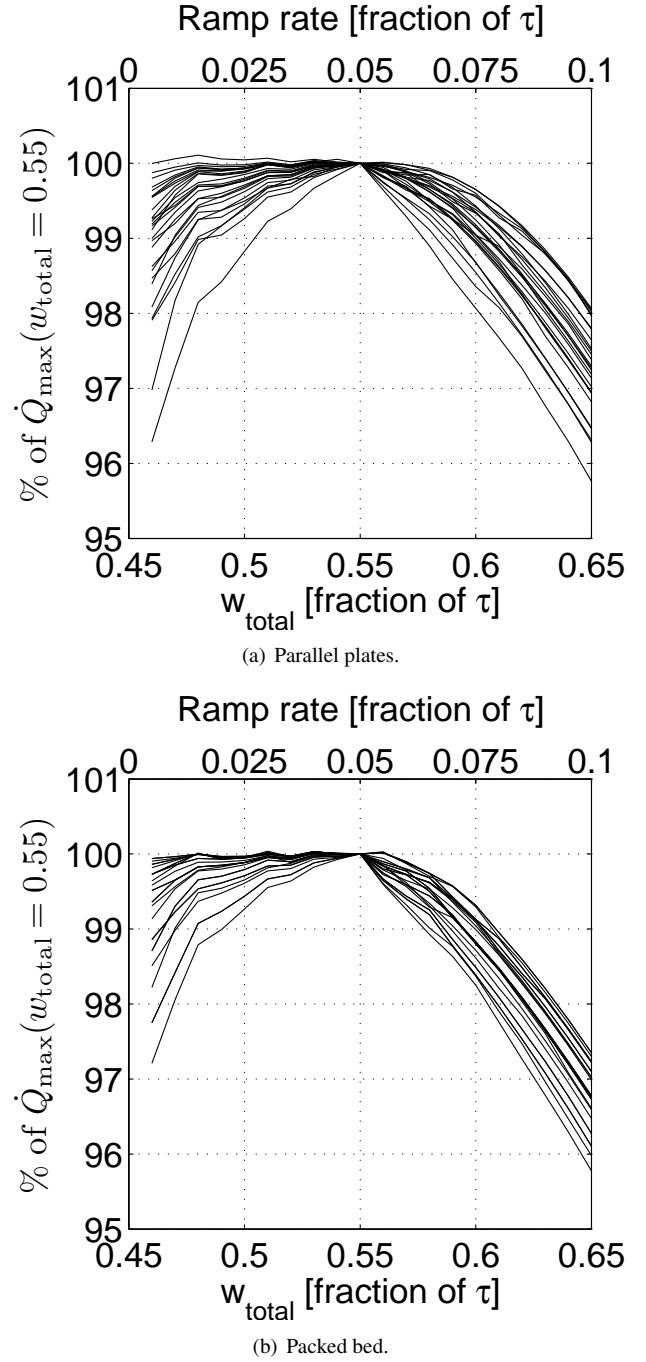 Ramp rate [fraction of τ]
0 0.025 0.05 0.075 0.1
101
100
99
98
97
96
95
% of Q̇max(wtotal = 0.55)
0.45 0.5 0.55 0.6 0.65
wtotal [fraction of τ]
(a) Parallel plates.
Ramp rate [fraction of τ]
0 0.025 0.05 0.075 0.1
101
100
99
98
97
96
95
% of Q̇max(wtotal = 0.55)
0.45 0.5 0.55 0.6 0.65
wtotal [fraction of τ]
(b) Packed bed.